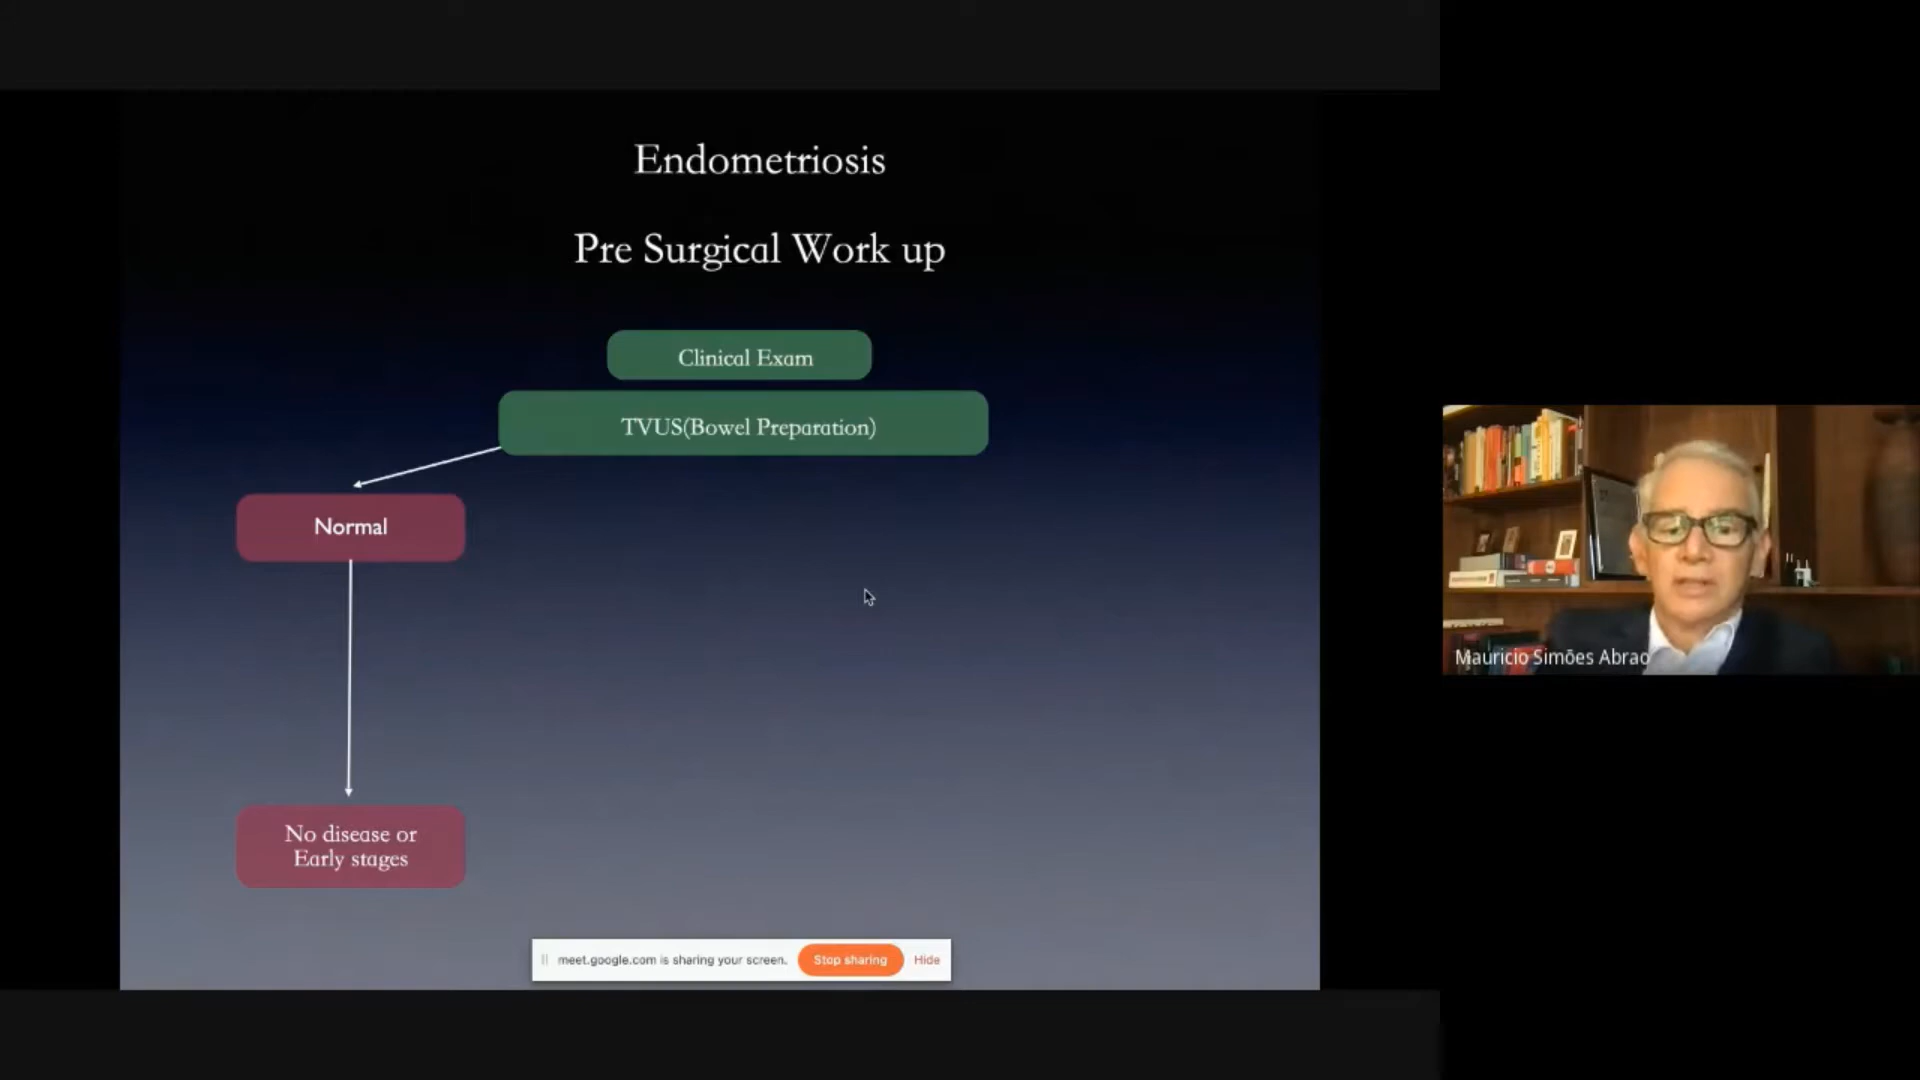 Endometriosis
Pre Surgical Work up
Clinical Exam
TVUS(Bowel Preparation)
Normal
No disease or
Early stages
meet.google.com is sharing your screen.
Stop sharing
Hide
Mauricio Simões Abrao